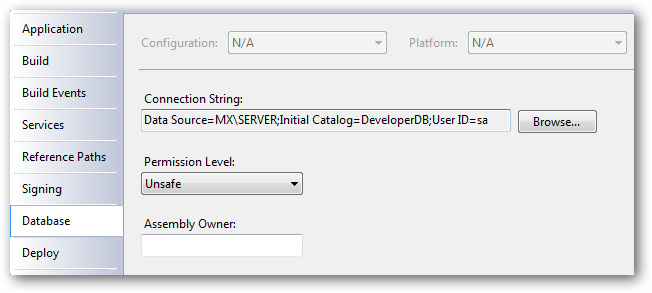 Application
Build
Build Events
Services
Reference Paths
Signing
Database
Deploy
Configuration: N/A Platform: N/A
Connection String:
Data Source=MX\SERVER;Initial Catalog=DeveloperDB;User ID=sa Browse...
Permission Level:
Unsafe
Assembly Owner: